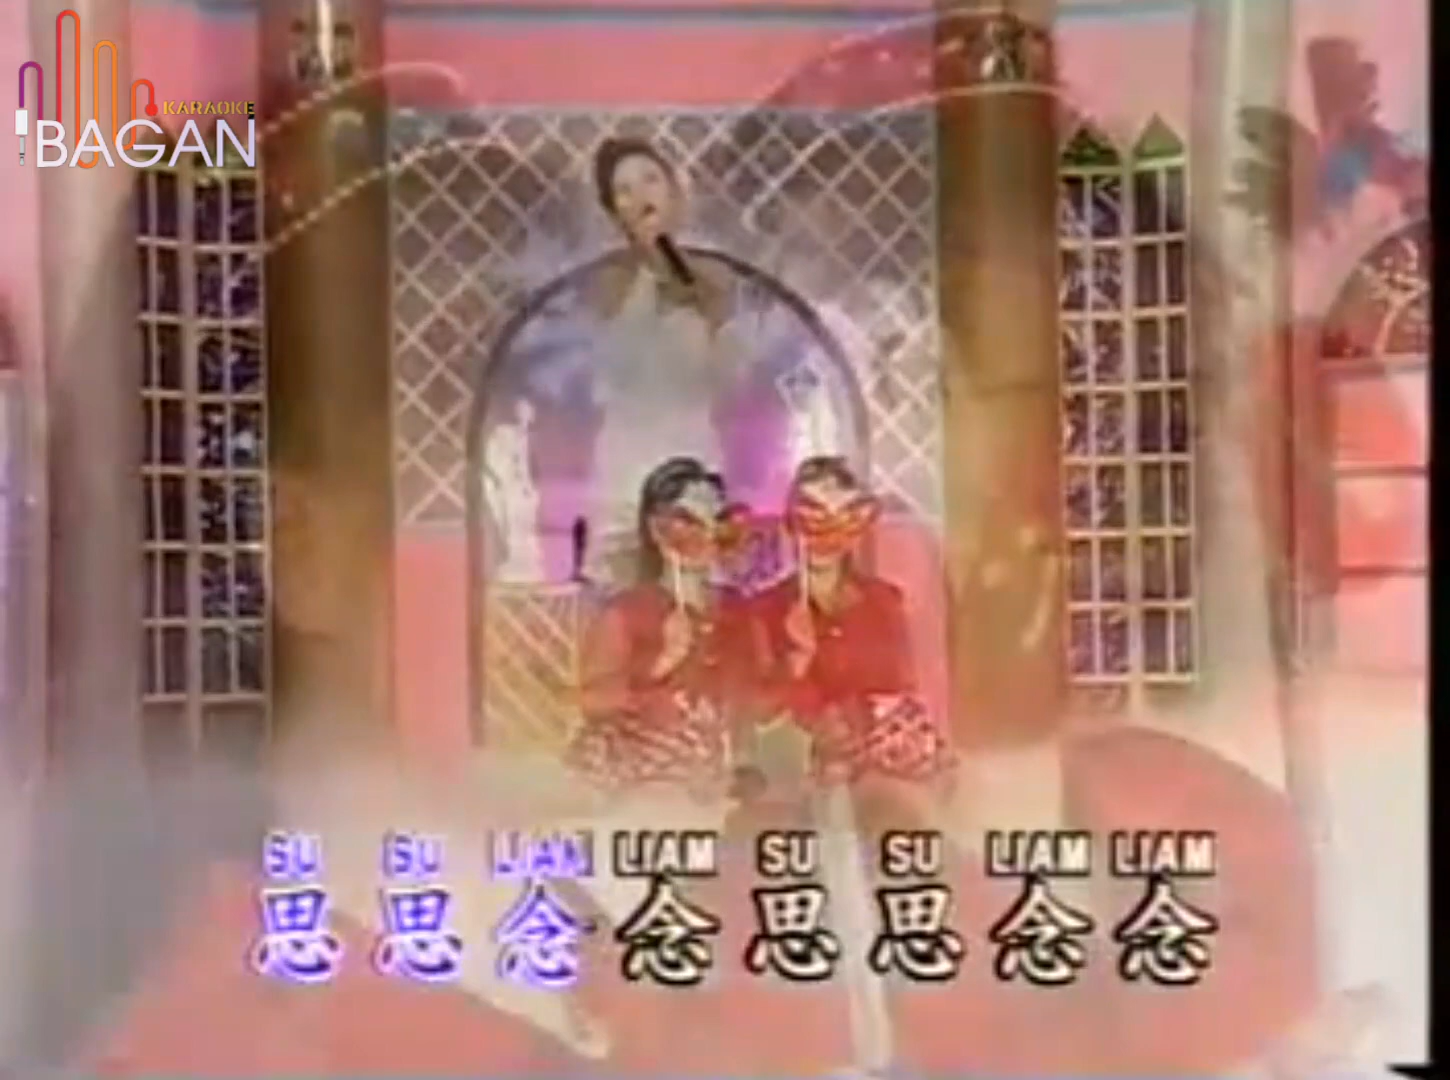 KARAOKE
BAGAN
SU SU LIAM LIAM SU SU LIAM LIAM
思思念念思思念念